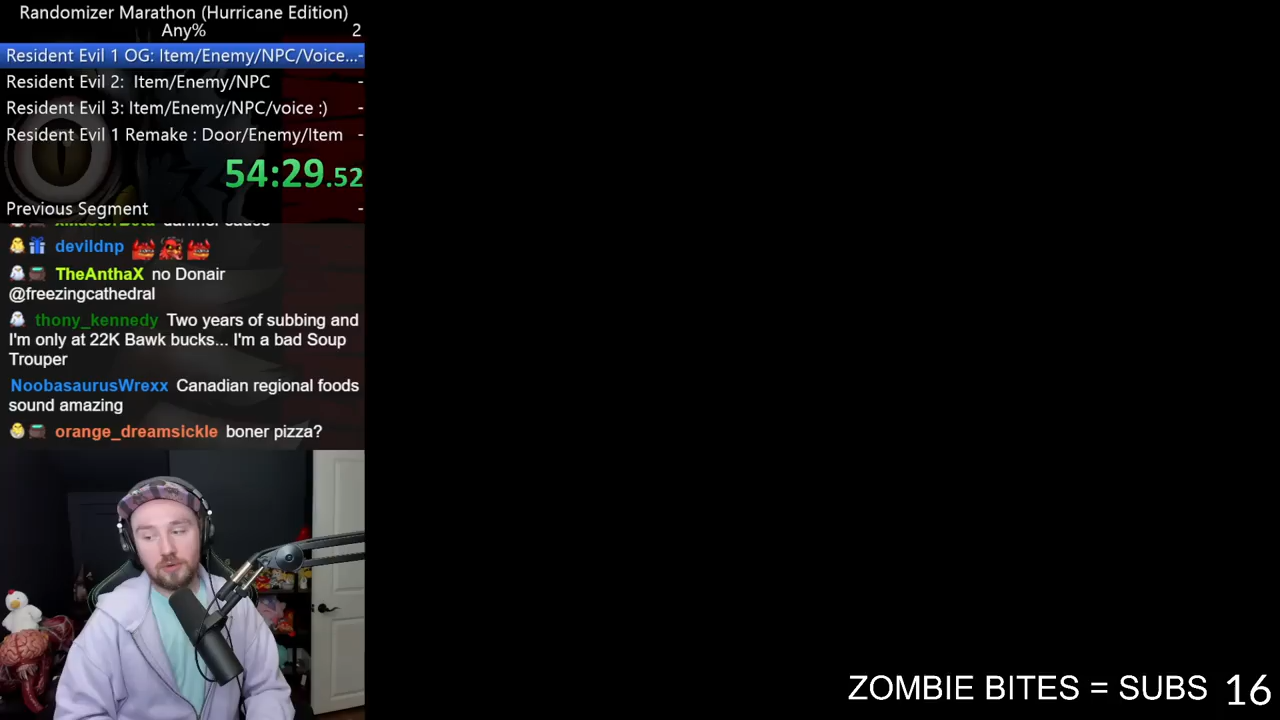 Randomizer Marathon (Hurricane Edition)
Any% 2
Resident Evil 1 OG: Item/Enemy/NPC/Voice... -
Resident Evil 2: Item/Enemy/NPC -
Resident Evil 3: Item/Enemy/NPC/voice :) -
Resident Evil 1 Remake : Door/Enemy/Item -
54:29.52
Previous Segment -
devildnp
TheAnthaX no Donair
@freezingcathedral
thony_kennedy Two years of subbing and
I'm only at 22K Bawk bucks... I'm a bad Soup
Trouper
NoobasaurusWrexx Canadian regional foods
sound amazing
orange_dreamsickle boner pizza?
ZOMBIE BITES = SUBS 16